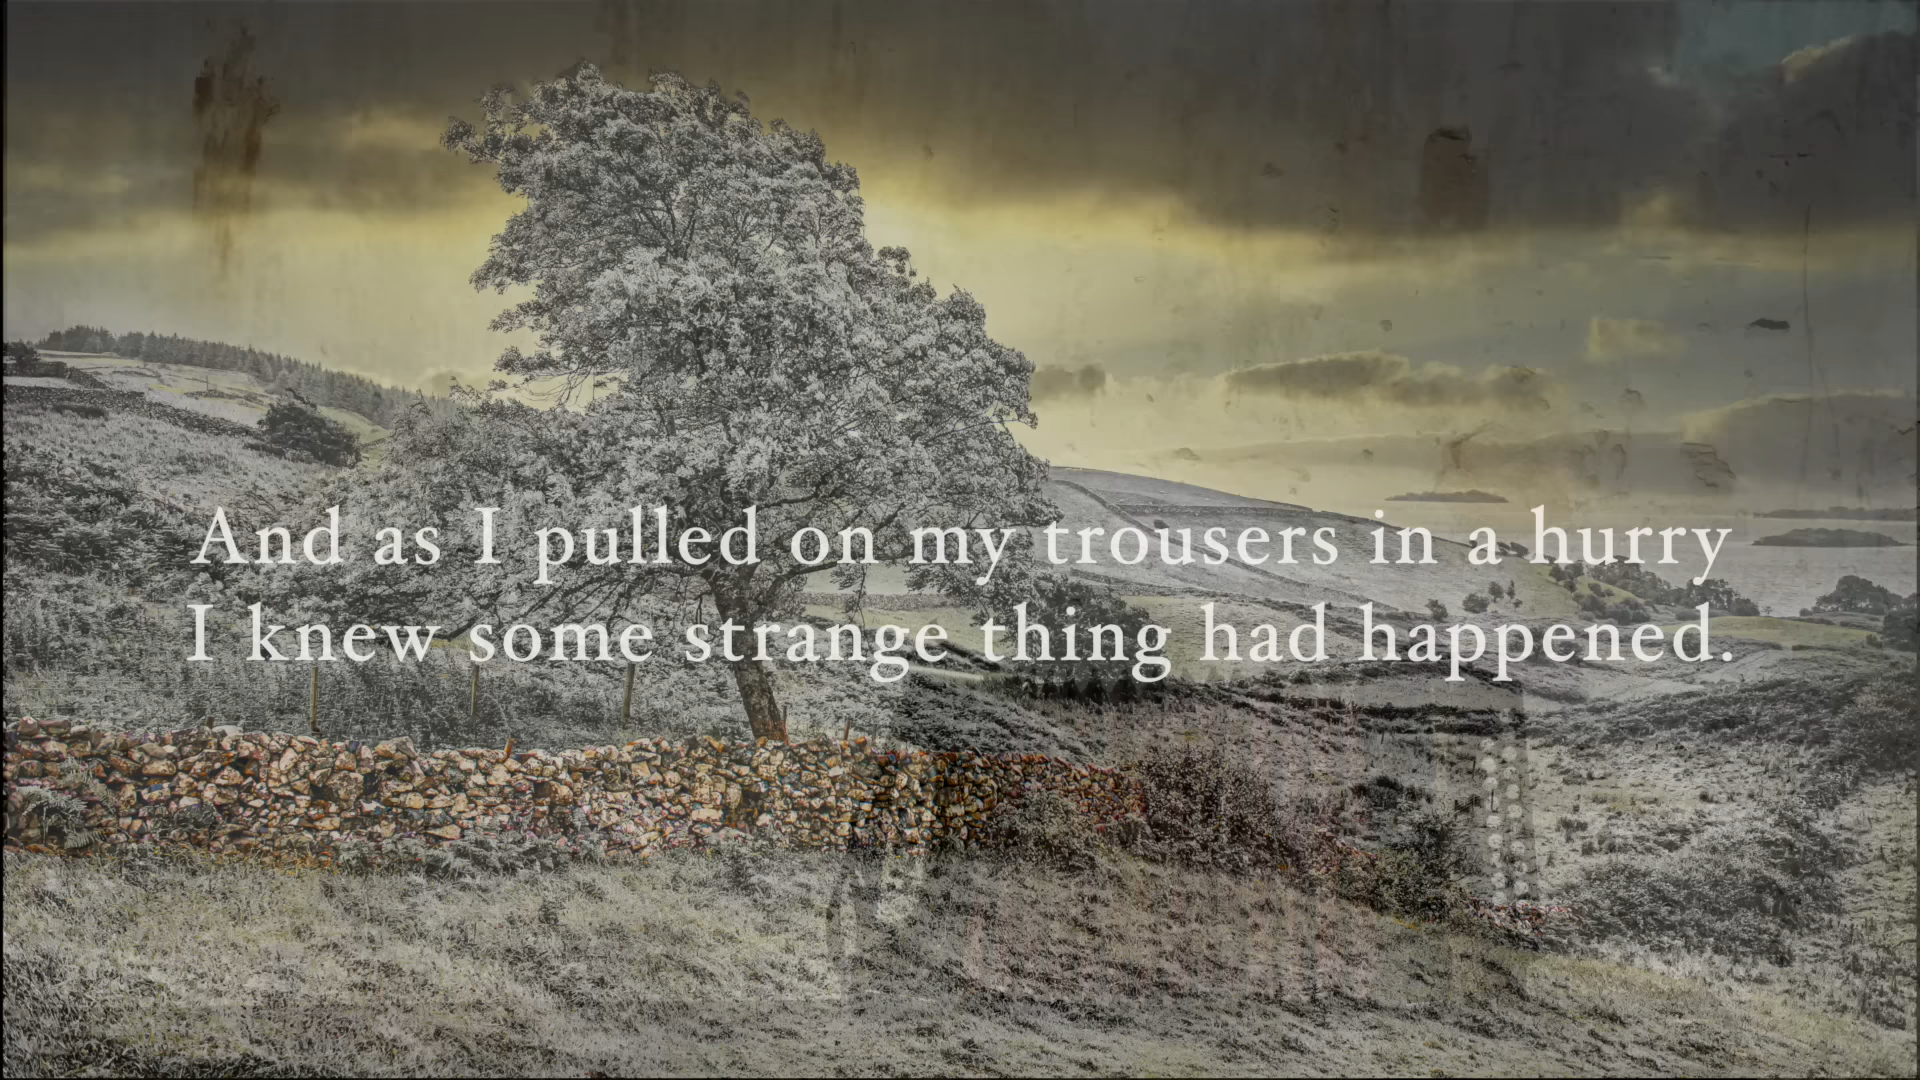 And as I pulled on my trousers in a hurry
I knew some strange thing had happened.